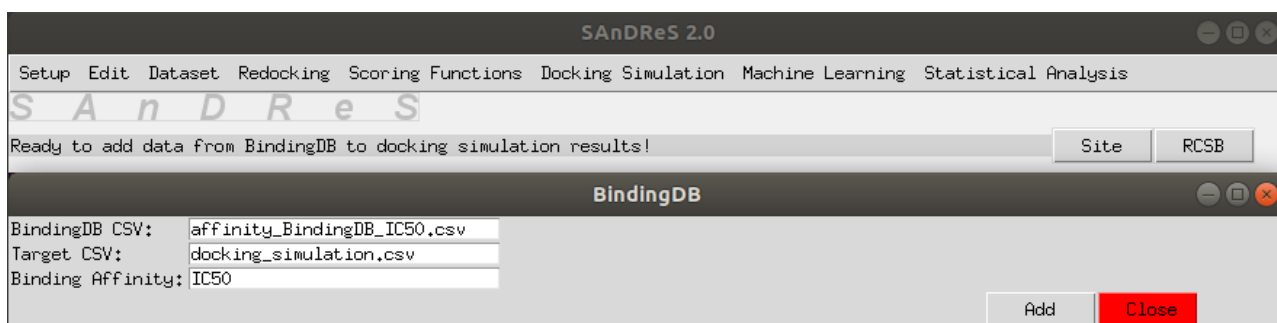 SAnDReS 2.0
Setup Edit Dataset Redocking Scoring Functions Docking Simulation Machine Learning Statistical Analysis
S A n D R e S
Ready to add data from BindingDB to docking simulation results! Site RCSB
BindingDB
BindingDB CSV: affinity_BindingDB_IC50.csv
Target CSV: docking_simulation.csv
Binding Affinity: IC50
Add Close